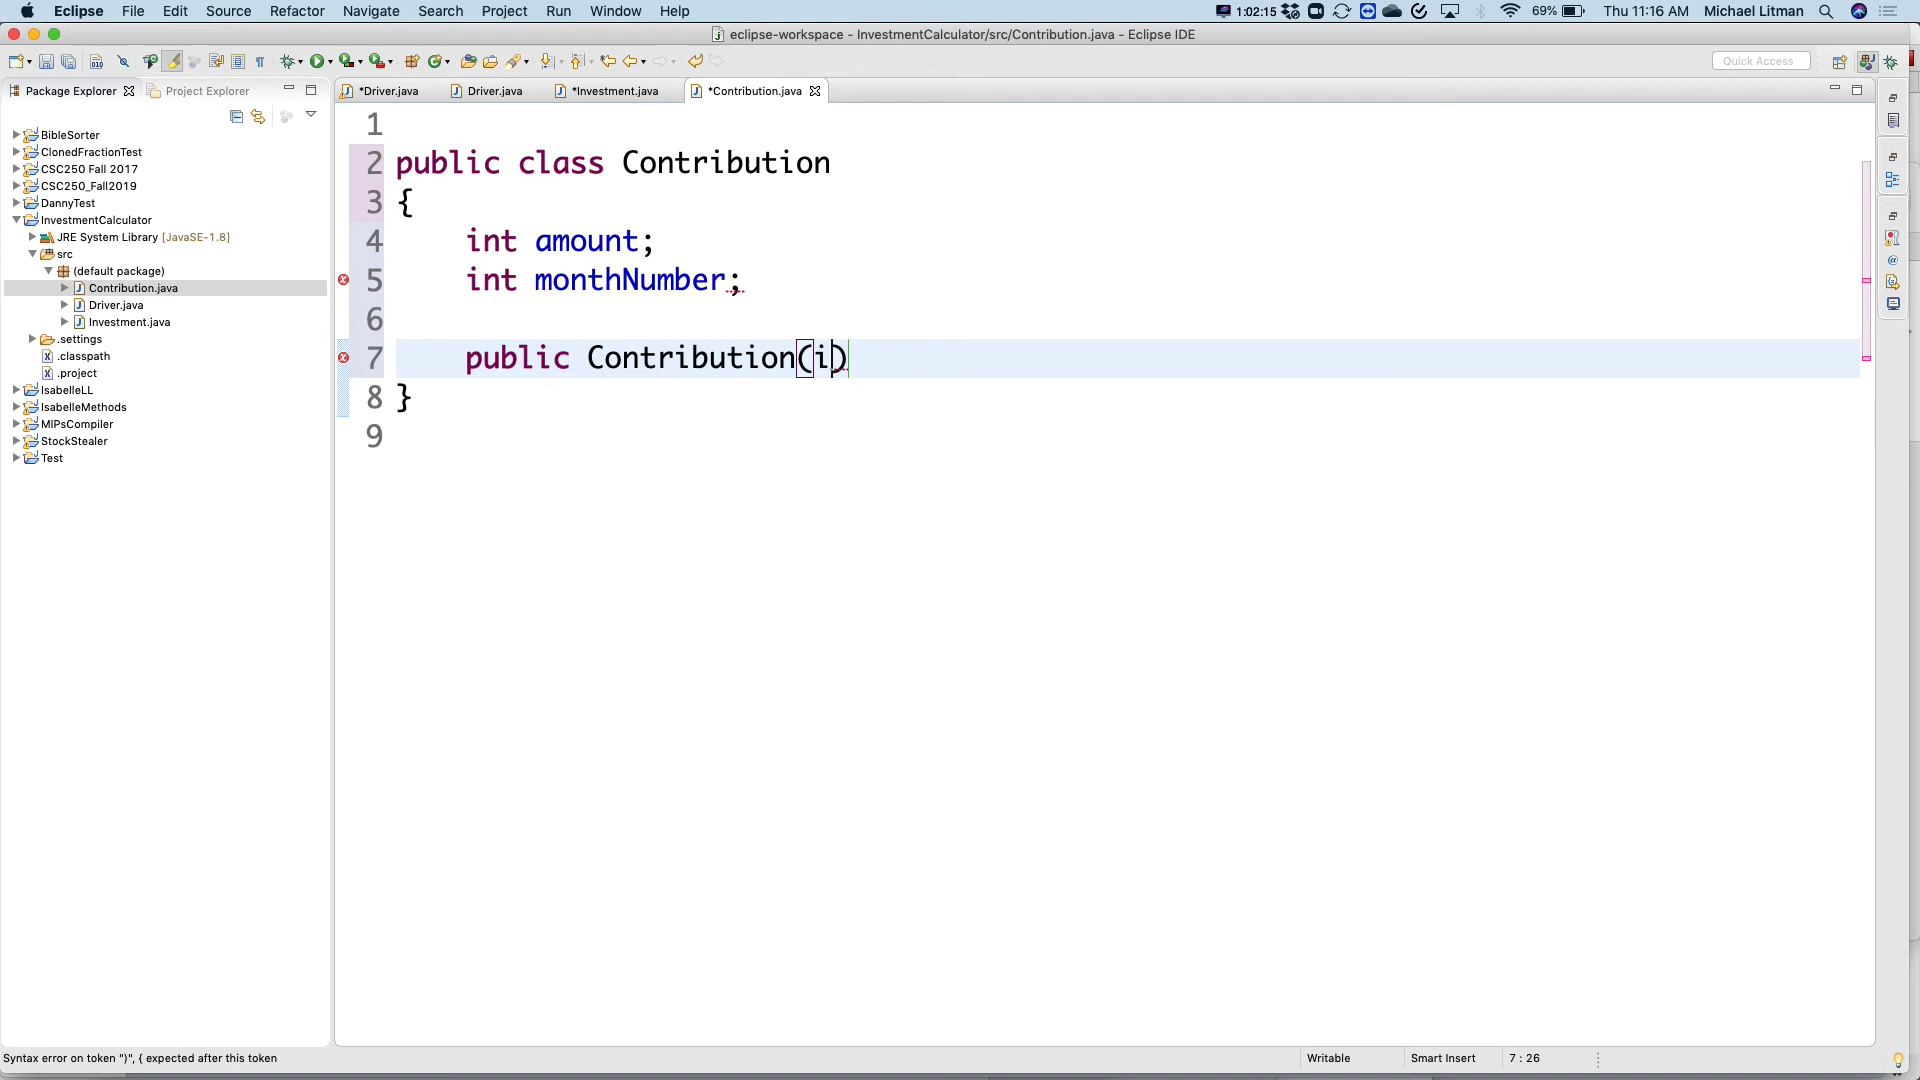 Eclipse File Edit Source Refactor Navigate Search Project Run Window Help 1:02:15 69% Thu 11:16 AM Michael Litman
eclipse-workspace - InvestmentCalculator/src/Contribution.java - Eclipse IDE
Quick Access
Package Explorer Project Explorer *Driver.java Driver.java *Investment.java *Contribution.java
BibleSorter
ClonedFractionTest
CSC250 Fall 2017
CSC250_Fall2019
DannyTest
InvestmentCalculator
JRE System Library [JavaSE-1.8]
src
(default package)
Contribution.java
Driver.java
Investment.java
.settings
.classpath
.project
IsabelleLL
IsabelleMethods
MIPsCompiler
StockStealer
Test
1
2 public class Contribution
3 {
4 int amount;
5 int monthNumber;
6
7 public Contribution(i)
8 }
9
Syntax error on token ")", { expected after this token Writable Smart Insert 7 : 26